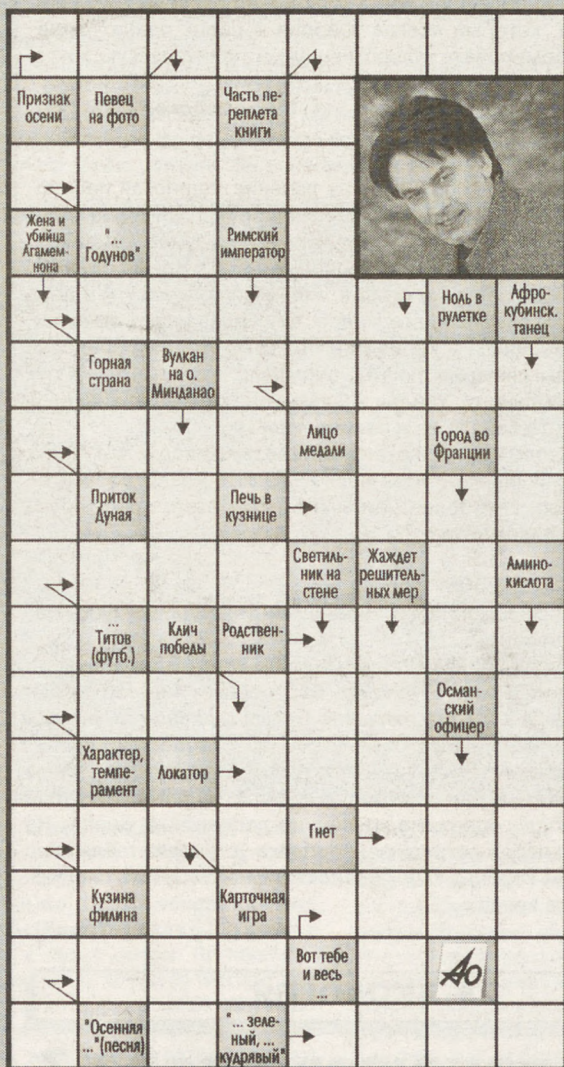 Признак
осени
Певец
на фото
Часть пе-
реплета
книги
Жена и
убийца
Агамем-
нона
"...
Годунов"
Римский
император
Ноль в
рулетке
Афро-
кубинск.
танец
Горная
страна
Вулкан
на о.
Минданао
Лицо
медали
Город во
Франции
Приток
Дуная
Печь в
кузнице
Светиль-
ник на
стене
Жаждет
решитель-
ных мер
Амино-
кислота
...
Титов
(футб.)
Клич
победы
Родствен-
ник
Осман-
ский
офицер
Характер,
темпе-
рамент
Локатор
Гнет
Кузина
филина
Карточная
игра
Вот тебе
и весь
...
Ао
"Осенняя
..."(песня)
"... зеле-
ный, ...
кудрявый"